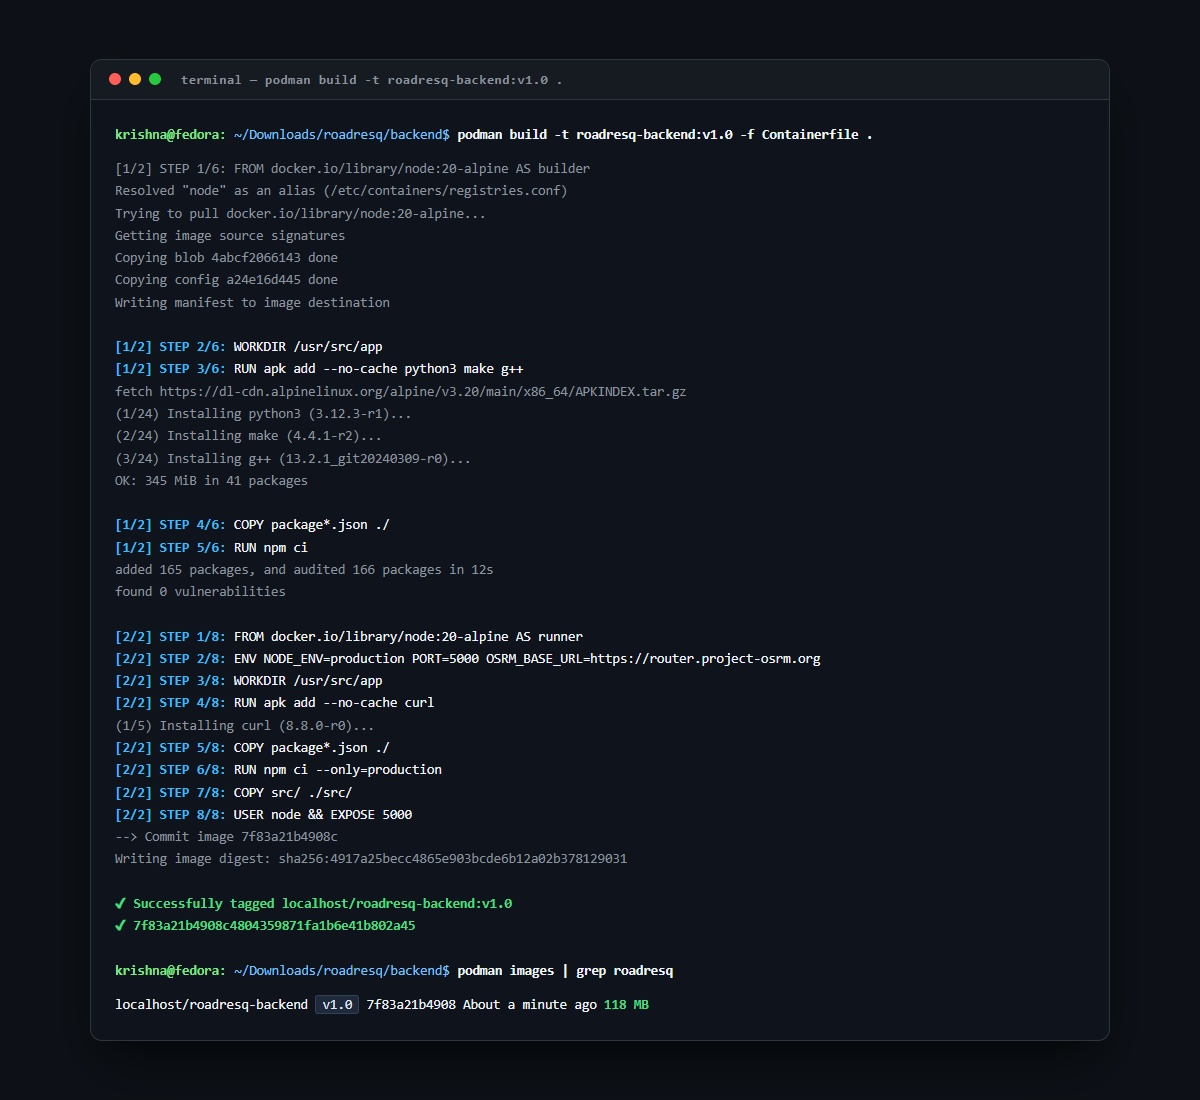 terminal — podman build -t roadresq-backend:v1.0 .
krishna@fedora: ~/Downloads/roadresq/backend$ podman build -t roadresq-backend:v1.0 -f Containerfile .
[1/2] STEP 1/6: FROM docker.io/library/node:20-alpine AS builder
Resolved "node" as an alias (/etc/containers/registries.conf)
Trying to pull docker.io/library/node:20-alpine...
Getting image source signatures
Copying blob 4abcf2066143 done
Copying config a24e16d445 done
Writing manifest to image destination
[1/2] STEP 2/6: WORKDIR /usr/src/app
[1/2] STEP 3/6: RUN apk add --no-cache python3 make g++
fetch https://dl-cdn.alpinelinux.org/alpine/v3.20/main/x86_64/APKINDEX.tar.gz
(1/24) Installing python3 (3.12.3-r1)...
(2/24) Installing make (4.4.1-r2)...
(3/24) Installing g++ (13.2.1_git20240309-r0)...
OK: 345 MiB in 41 packages
[1/2] STEP 4/6: COPY package*.json ./
[1/2] STEP 5/6: RUN npm ci
added 165 packages, and audited 166 packages in 12s
found 0 vulnerabilities
[2/2] STEP 1/8: FROM docker.io/library/node:20-alpine AS runner
[2/2] STEP 2/8: ENV NODE_ENV=production PORT=5000 OSRM_BASE_URL=https://router.project-osrm.org
[2/2] STEP 3/8: WORKDIR /usr/src/app
[2/2] STEP 4/8: RUN apk add --no-cache curl
(1/5) Installing curl (8.8.0-r0)...
[2/2] STEP 5/8: COPY package*.json ./
[2/2] STEP 6/8: RUN npm ci --only=production
[2/2] STEP 7/8: COPY src/ ./src/
[2/2] STEP 8/8: USER node && EXPOSE 5000
--> Commit image 7f83a21b4908c
Writing image digest: sha256:4917a25becc4865e903bcde6b12a02b378129031
✔ Successfully tagged localhost/roadresq-backend:v1.0
✔ 7f83a21b4908c4804359871fa1b6e41b802a45
krishna@fedora: ~/Downloads/roadresq/backend$ podman images | grep roadresq
localhost/roadresq-backend v1.0 7f83a21b4908 About a minute ago 118 MB